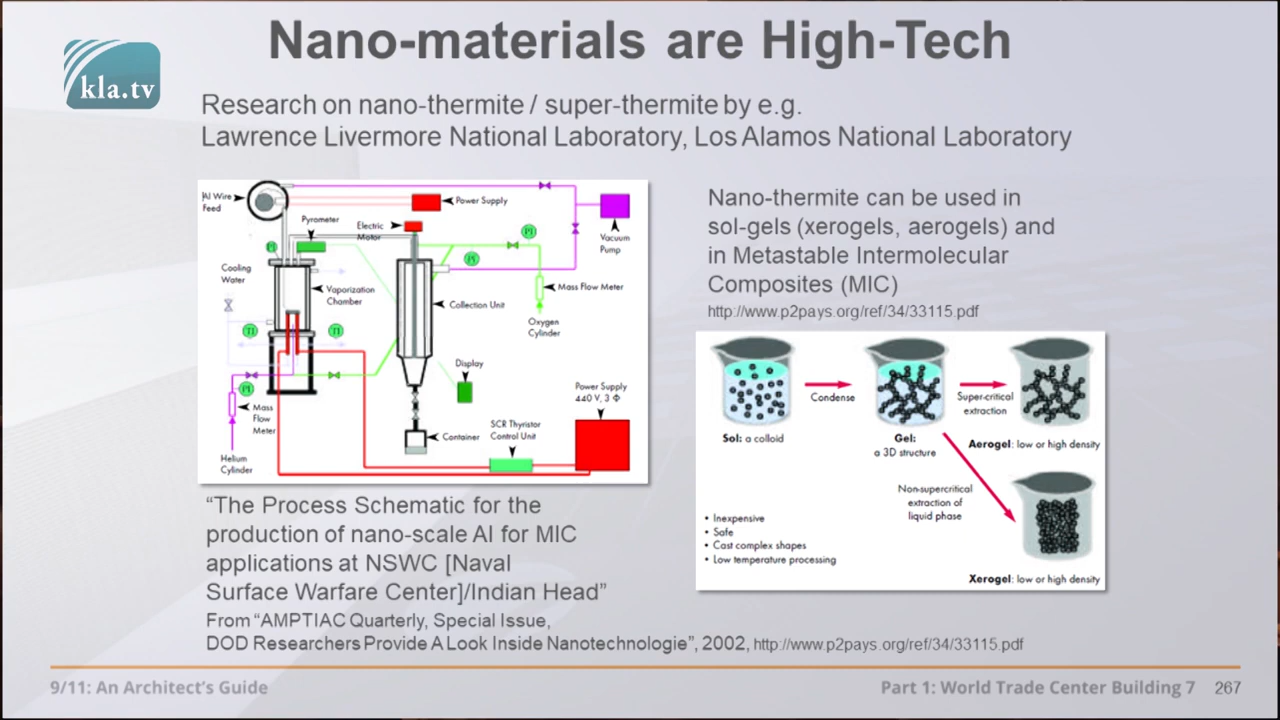 Nano-materials are High-Tech
kla.tv
Research on nano-thermite / super-thermite by e.g.
Lawrence Livermore National Laboratory, Los Alamos National Laboratory
Al Wire
Feed
Power Supply
Pyrometer
Electric
Motor
PI
PI
PI
Vacuum
Pump
Cooling
Water
Vaporization
Chamber
Collection Unit
Mass Flow Meter
Oxygen
Cylinder
TI
TI
Display
PI
Mass
Flow
Meter
Power Supply
440 V, 3 Φ
SCR Thyristor
Control Unit
Container
Helium
Cylinder
Nano-thermite can be used in
sol-gels (xerogels, aerogels) and
in Metastable Intermolecular
Composites (MIC)
http://www.p2pays.org/ref/34/33115.pdf
Condense
Super-critical
extraction
Sol: a colloid
Gel:
a 3D structure
Aerogel: low or high density
Non-supercritical
extraction of
liquid phase
• Inexpensive
• Safe
• Cast complex shapes
• Low temperature processing
Xerogel: low or high density
“The Process Schematic for the
production of nano-scale Al for MIC
applications at NSWC [Naval
Surface Warfare Center]/Indian Head”
From “AMPTIAC Quarterly, Special Issue,
DOD Researchers Provide A Look Inside Nanotechnologie”, 2002, http://www.p2pays.org/ref/34/33115.pdf
9/11: An Architect's Guide
Part 1: World Trade Center Building 7 267